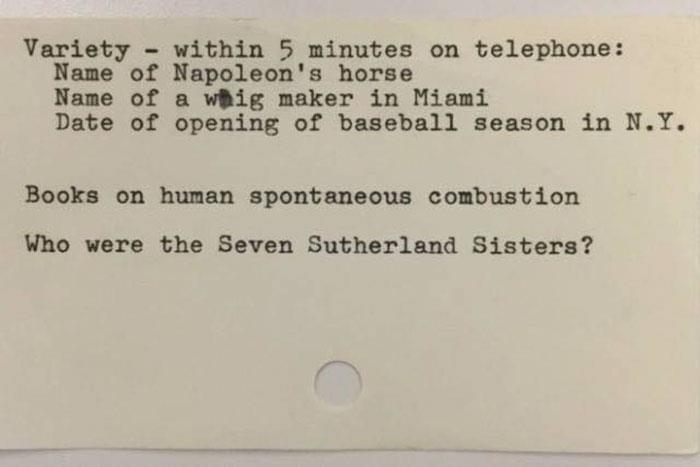 Variety - within 5 minutes on telephone:
Name of Napoleon's horse
Name of a whig maker in Miami
Date of opening of baseball season in N.Y.
Books on human spontaneous combustion
Who were the Seven Sutherland Sisters?